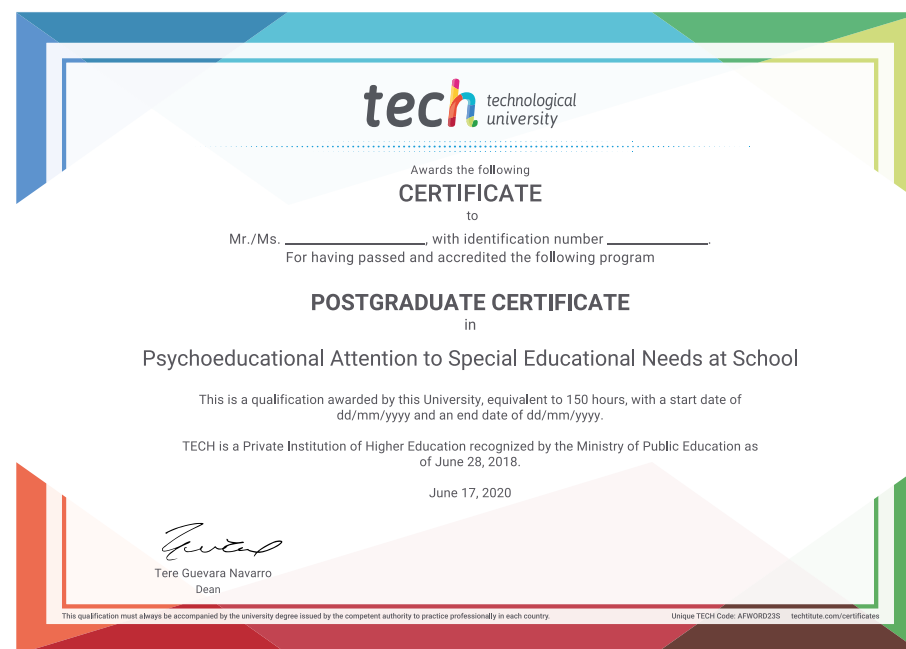 tech technological
university
Awards the following
CERTIFICATE
to
Mr./Ms. ____________________, with identification number ______________.
For having passed and accredited the following program
POSTGRADUATE CERTIFICATE
in
Psychoeducational Attention to Special Educational Needs at School
This is a qualification awarded by this University, equivalent to 150 hours, with a start date of
dd/mm/yyyy and an end date of dd/mm/yyyy.
TECH is a Private Institution of Higher Education recognized by the Ministry of Public Education as
of June 28, 2018.
June 17, 2020
Tere Guevara Navarro
Dean
This qualification must always be accompanied by the university degree issued by the competent authority to practice professionally in each country.
Unique TECH Code: AFWORD23S techtitute.com/certificates